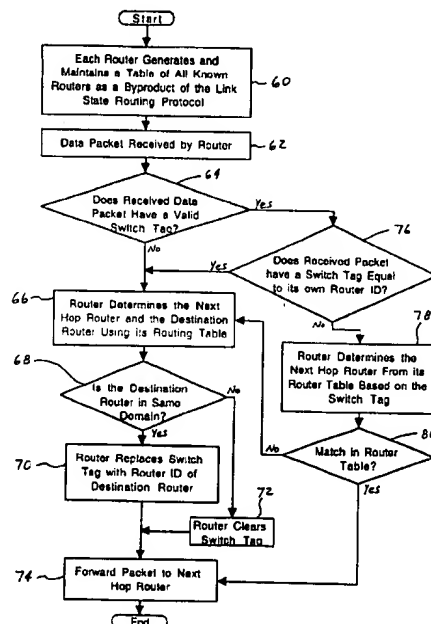 Start
Each Router Generates and
Maintains a Table of All Known
Routers as a Byproduct of the Link
State Routing Protocol
60
Data Packet Received by Router
62
64
Does Received Data
Packet Have a Valid
Switch Tag?
Yes
No
76
Does Received Packet
have a Switch Tag Equal
to its own Router ID?
Yes
No
66
Router Determines the Next
Hop Router and the Destination
Router Using its Routing Table
78
Router Determines the
Next Hop Router From its
Router Table Based on the
Switch Tag
68
Is the Destination
Router in Same
Domain?
No
Yes
80
Match in Router
Table?
No
Yes
70
Router Replaces Switch
Tag with Router ID of
Destination Router
72
Router Clears
Switch Tag
74
Forward Packet to Next
Hop Router
End